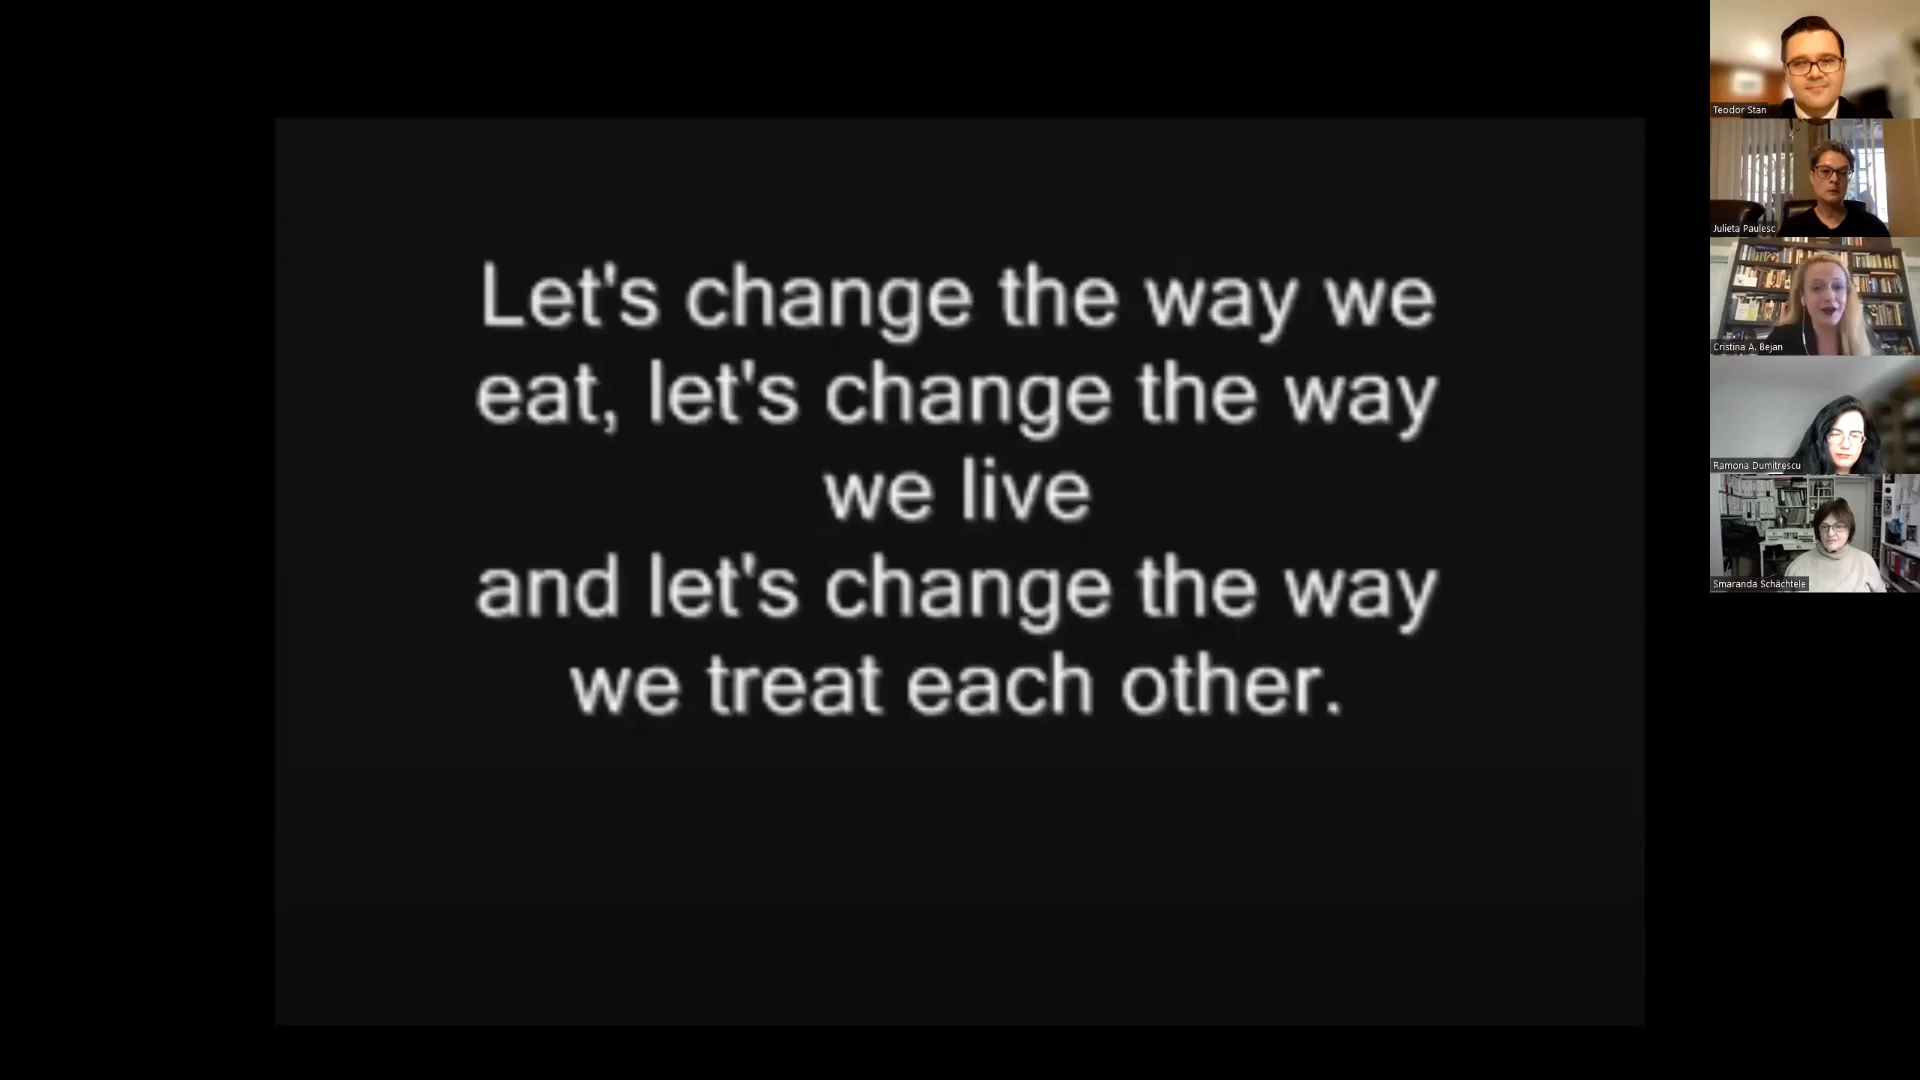 Let's change the way we
eat, let's change the way
we live
and let's change the way
we treat each other.
Teodor Stan
Julieta Paulesc
Cristina A. Bejan
Ramona Dumitrescu
Smaranda Schächtele